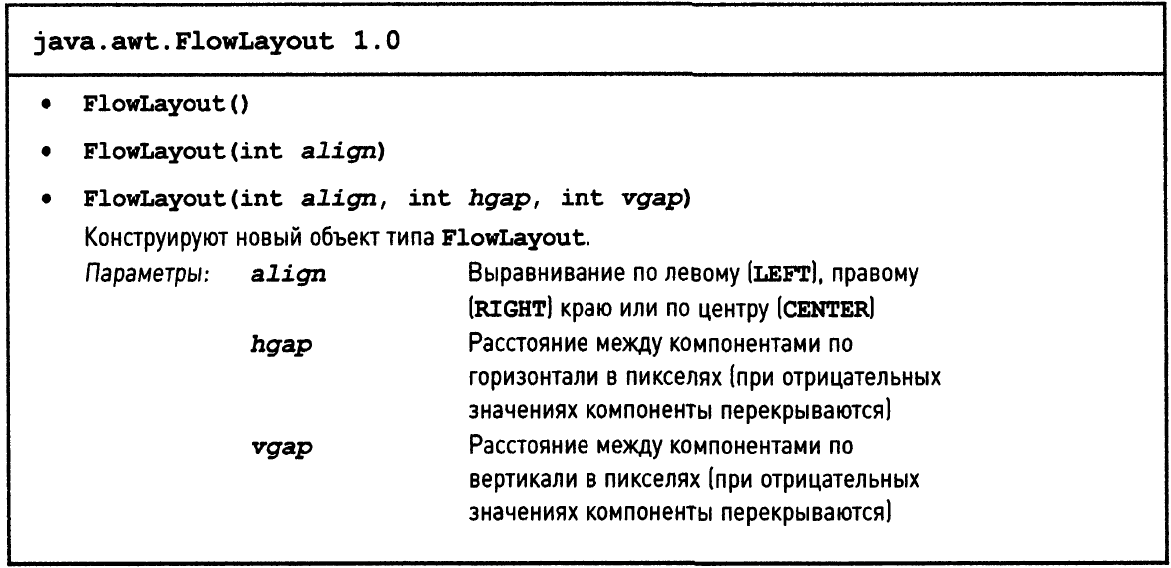 java.awt.FlowLayout 1.0
• FlowLayout()
• FlowLayout(int align)
• FlowLayout(int align, int hgap, int vgap)
Конструируют новый объект типа FlowLayout.
Параметры: align Выравнивание по левому (LEFT), правому
(RIGHT) краю или по центру (CENTER)
hgap Расстояние между компонентами по
горизонтали в пикселях (при отрицательных
значениях компоненты перекрываются)
vgap Расстояние между компонентами по
вертикали в пикселях (при отрицательных
значениях компоненты перекрываются)